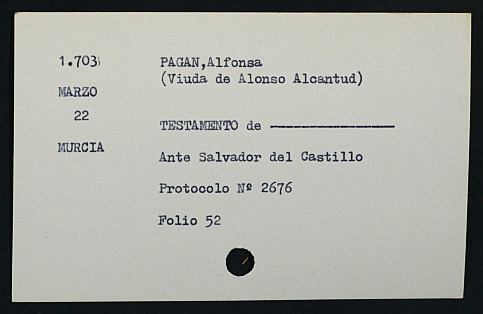 1.703
PAGAN,Alfonsa
(Viuda de Alonso Alcantud)
MARZO
22
TESTAMENTO de ----------------
MURCIA
Ante Salvador del Castillo
Protocolo Nº 2676
Folio 52